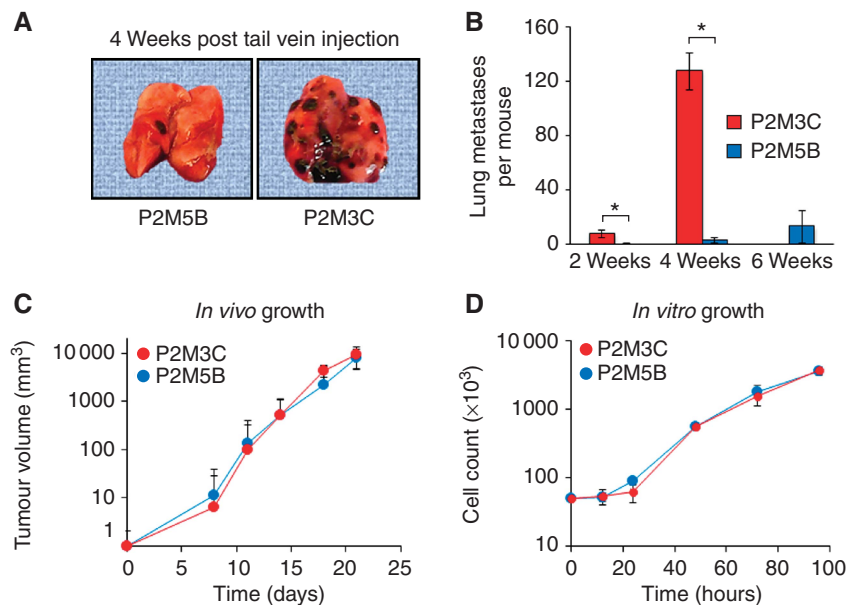 A
4 Weeks post tail vein injection
P2M5B
P2M3C
B
Lung metastases
per mouse
160
120
80
40
0
*
*
P2M3C
P2M5B
2 Weeks
4 Weeks
6 Weeks
C
In vivo growth
Tumour volume (mm³)
10 000
1000
100
10
1
P2M3C
P2M5B
0
5
10
15
20
25
Time (days)
D
In vitro growth
Cell count (×10³)
10 000
1000
100
10
P2M3C
P2M5B
0
20
40
60
80
100
Time (hours)